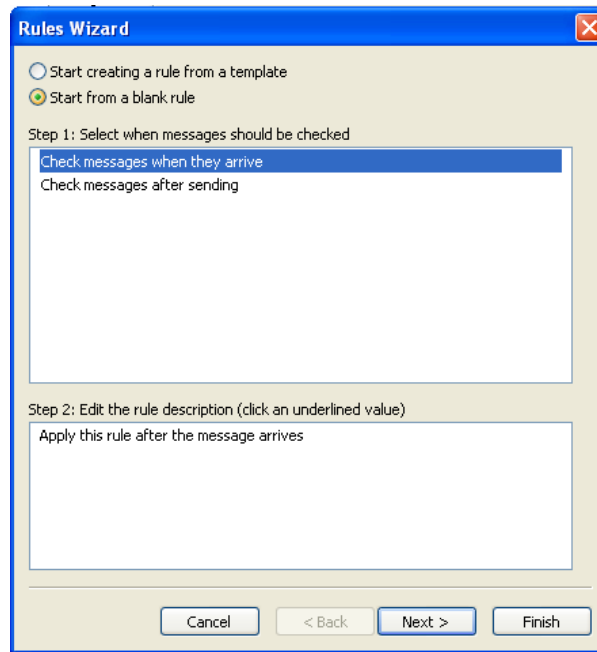 Rules Wizard
Start creating a rule from a template
Start from a blank rule
Step 1: Select when messages should be checked
Check messages when they arrive
Check messages after sending
Step 2: Edit the rule description (click an underlined value)
Apply this rule after the message arrives
Cancel < Back Next > Finish